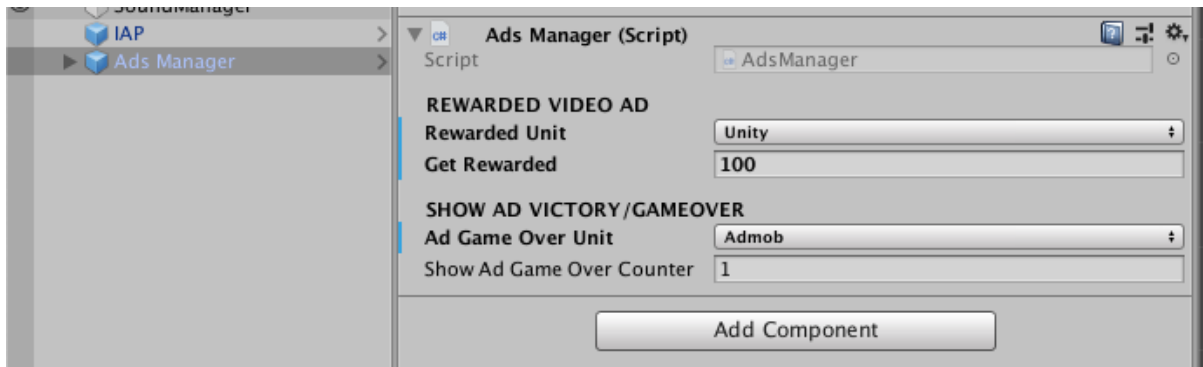 SoundManager
IAP
Ads Manager
Ads Manager (Script)
Script AdsManager
REWARDED VIDEO AD
Rewarded Unit Unity
Get Rewarded 100
SHOW AD VICTORY/GAMEOVER
Ad Game Over Unit Admob
Show Ad Game Over Counter 1
Add Component